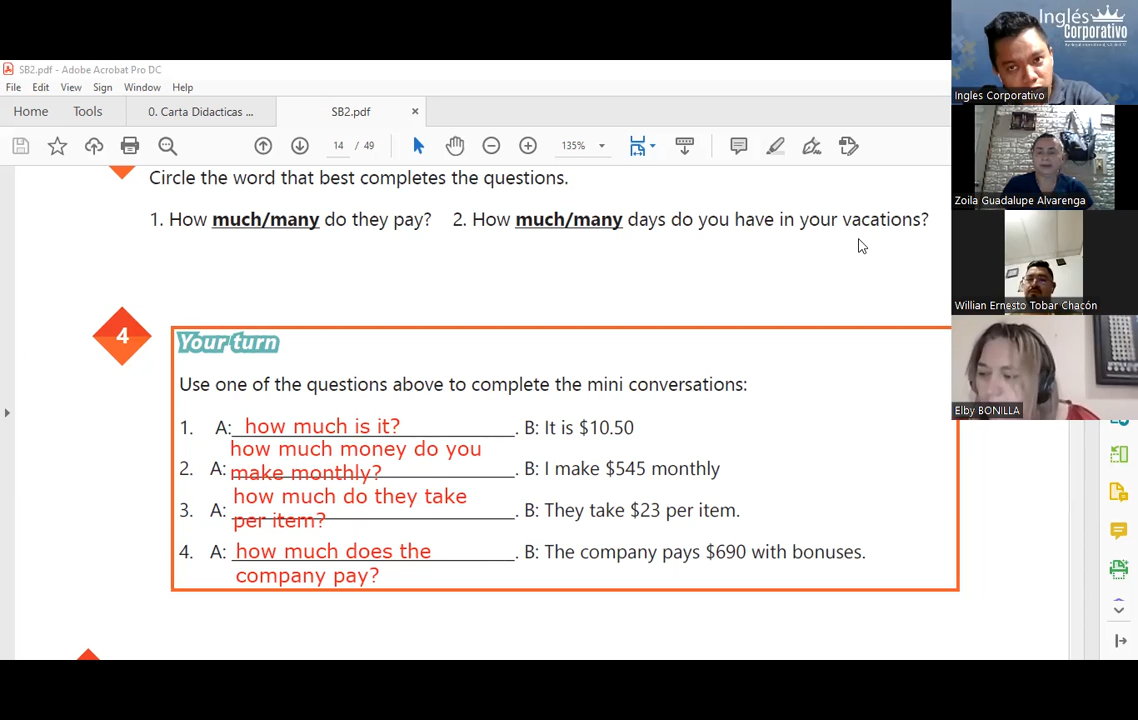 Inglés
Corporativo
Ingles Corporativo
SB2.pdf - Adobe Acrobat Pro DC
File Edit View Sign Window Help
Home Tools 0. Carta Didacticas ... SB2.pdf ×
14 / 49 135%
Zoila Guadalupe Alvarenga
Circle the word that best completes the questions.
1. How much/many do they pay? 2. How much/many days do you have in your vacations?
Willian Ernesto Tobar Chacón
4
Your turn
Use one of the questions above to complete the mini conversations:
Elby BONILLA
1. A: how much is it? . B: It is $10.50
how much money do you
2. A: make monthly? . B: I make $545 monthly
how much do they take
3. A: per item? . B: They take $23 per item.
4. A: how much does the . B: The company pays $690 with bonuses.
company pay?